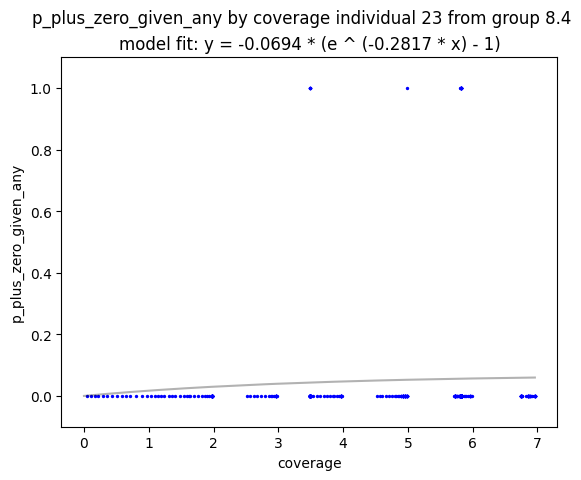 p_plus_zero_given_any by coverage individual 23 from group 8.4
model fit: y = -0.0694 * (e ^ (-0.2817 * x) - 1)
1.0
0.8
0.6
0.4
0.2
0.0
p_plus_zero_given_any
0 1 2 3 4 5 6 7
coverage